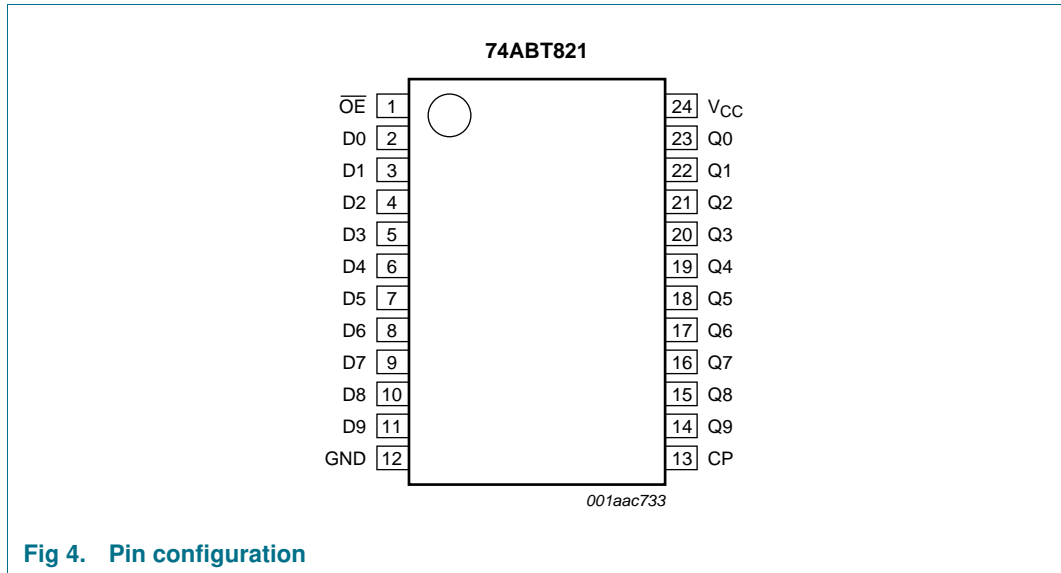 74ABT821
O̅E̅ 1 24 VCC
D0 2 23 Q0
D1 3 22 Q1
D2 4 21 Q2
D3 5 20 Q3
D4 6 19 Q4
D5 7 18 Q5
D6 8 17 Q6
D7 9 16 Q7
D8 10 15 Q8
D9 11 14 Q9
GND 12 13 CP
001aac733
Fig 4. Pin configuration